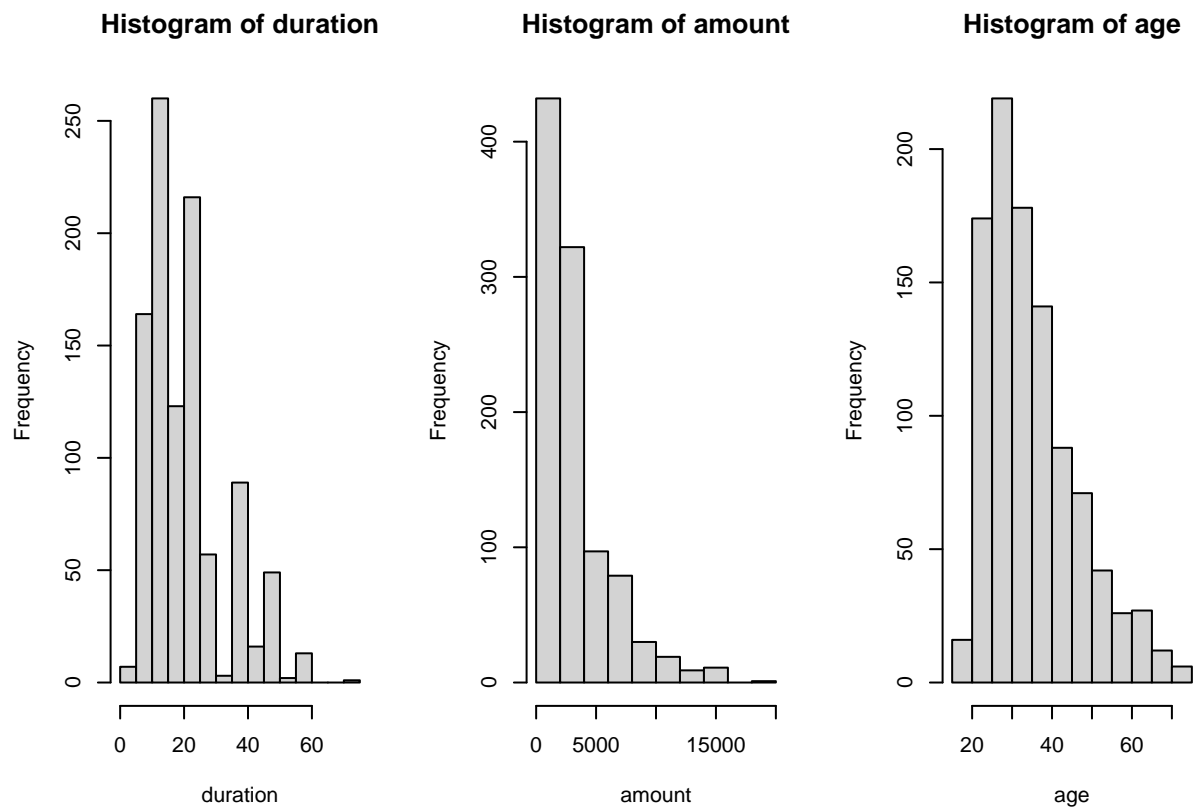 Histogram of duration
Frequency
0
50
100
150
200
250
0 20 40 60
duration
Histogram of amount
Frequency
0
100
200
300
400
0 5000 15000
amount
Histogram of age
Frequency
0
50
100
150
200
20 40 60
age